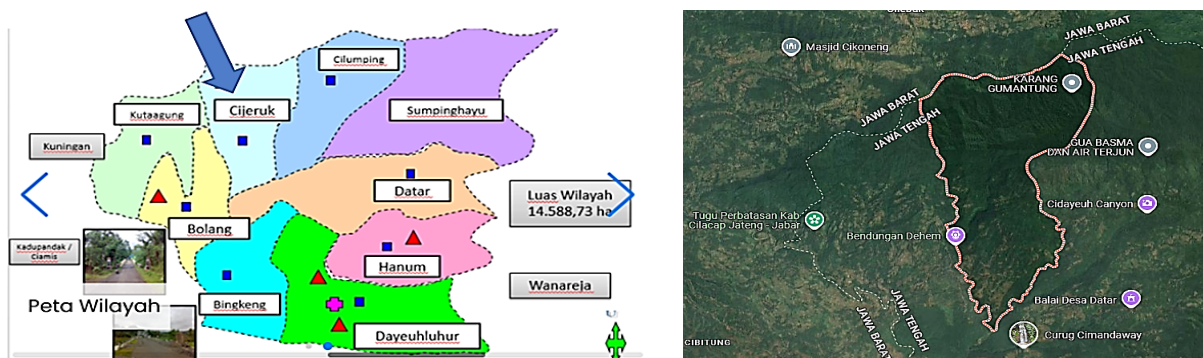 Cilumping
Cijeruk
Sumpinghayu
Kutaagung
Kuningan
Datar
Luas Wilayah
14.588,73 ha
Bolang
Hanum
Kadupandak /
Ciamis
Wanareja
Peta Wilayah
Bingkeng
Dayeuhluhur
JAWA BARAT
JAWA TENGAH
Masjid Cikoneng
KARANG
GUMANTUNG
JAWA BARAT
JAWA TENGAH
GUA BASMA
DAN AIR TERJUN
Cidayeuh Canyon
Tugu Perbatasan Kab
Cilacap Jateng - Jabar
Bendungan Dehem
Balai Desa Datar
JAWA TENGAH
JAWA BARAT
Curug Cimandaway
CIBITUNG